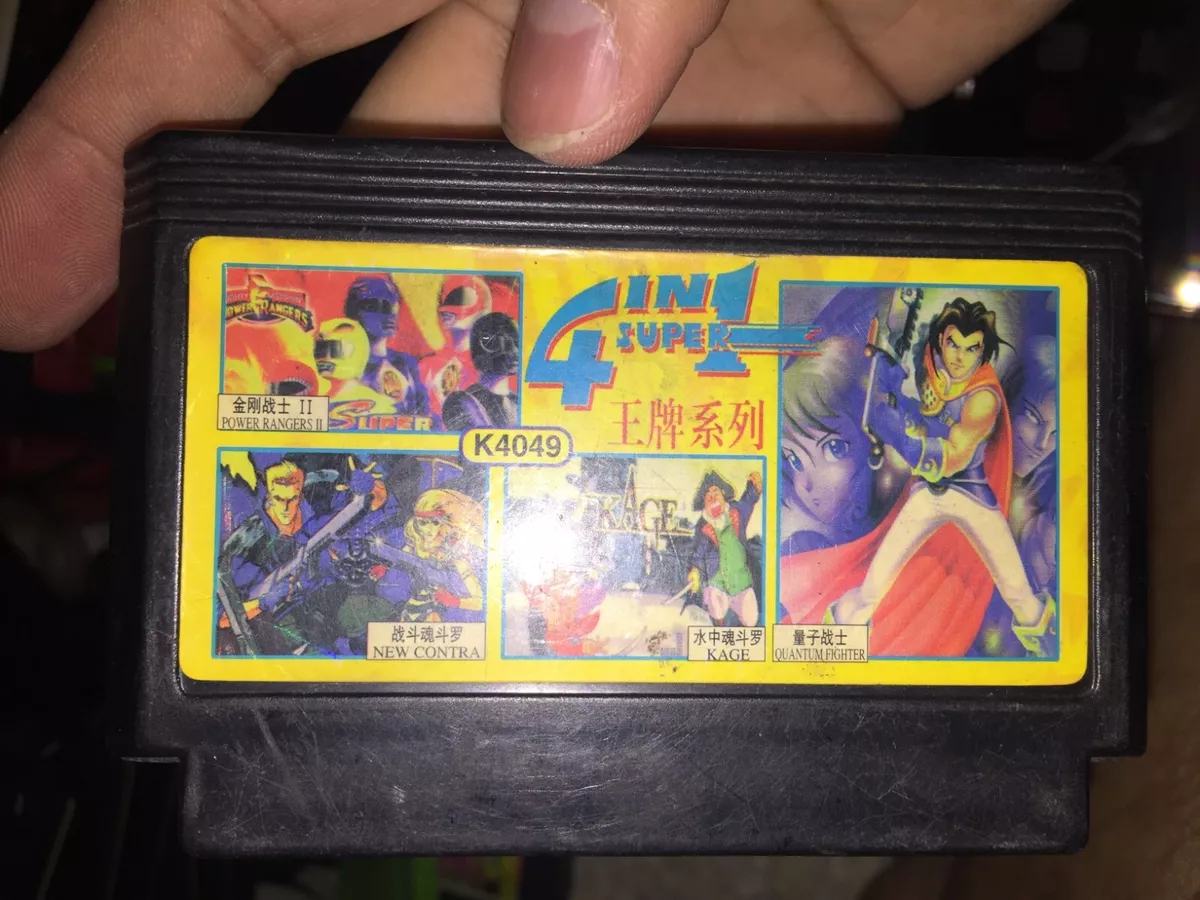 POWER RANGERS
SUPER
金刚战士 II
POWER RANGERS II
4 IN 1
SUPER
王牌系列
K4049
战斗魂斗罗
NEW CONTRA
KAGE
水中魂斗罗
KAGE
量子战士
QUANTUM FIGHTER